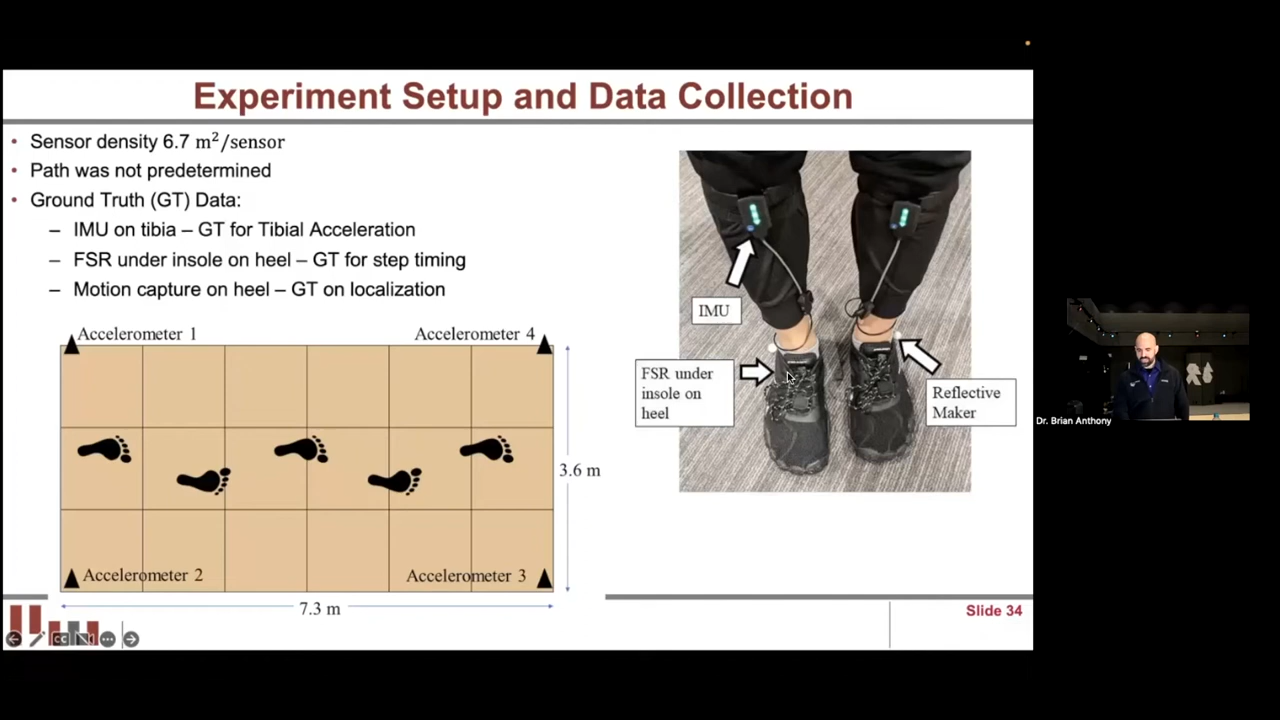 Experiment Setup and Data Collection
• Sensor density 6.7 m²/sensor
• Path was not predetermined
• Ground Truth (GT) Data:
– IMU on tibia – GT for Tibial Acceleration
– FSR under insole on heel – GT for step timing
– Motion capture on heel – GT on localization
Accelerometer 1
Accelerometer 4
Accelerometer 2
Accelerometer 3
3.6 m
7.3 m
IMU
FSR under
insole on
heel
Reflective
Maker
Slide 34
CC
Dr. Brian Anthony